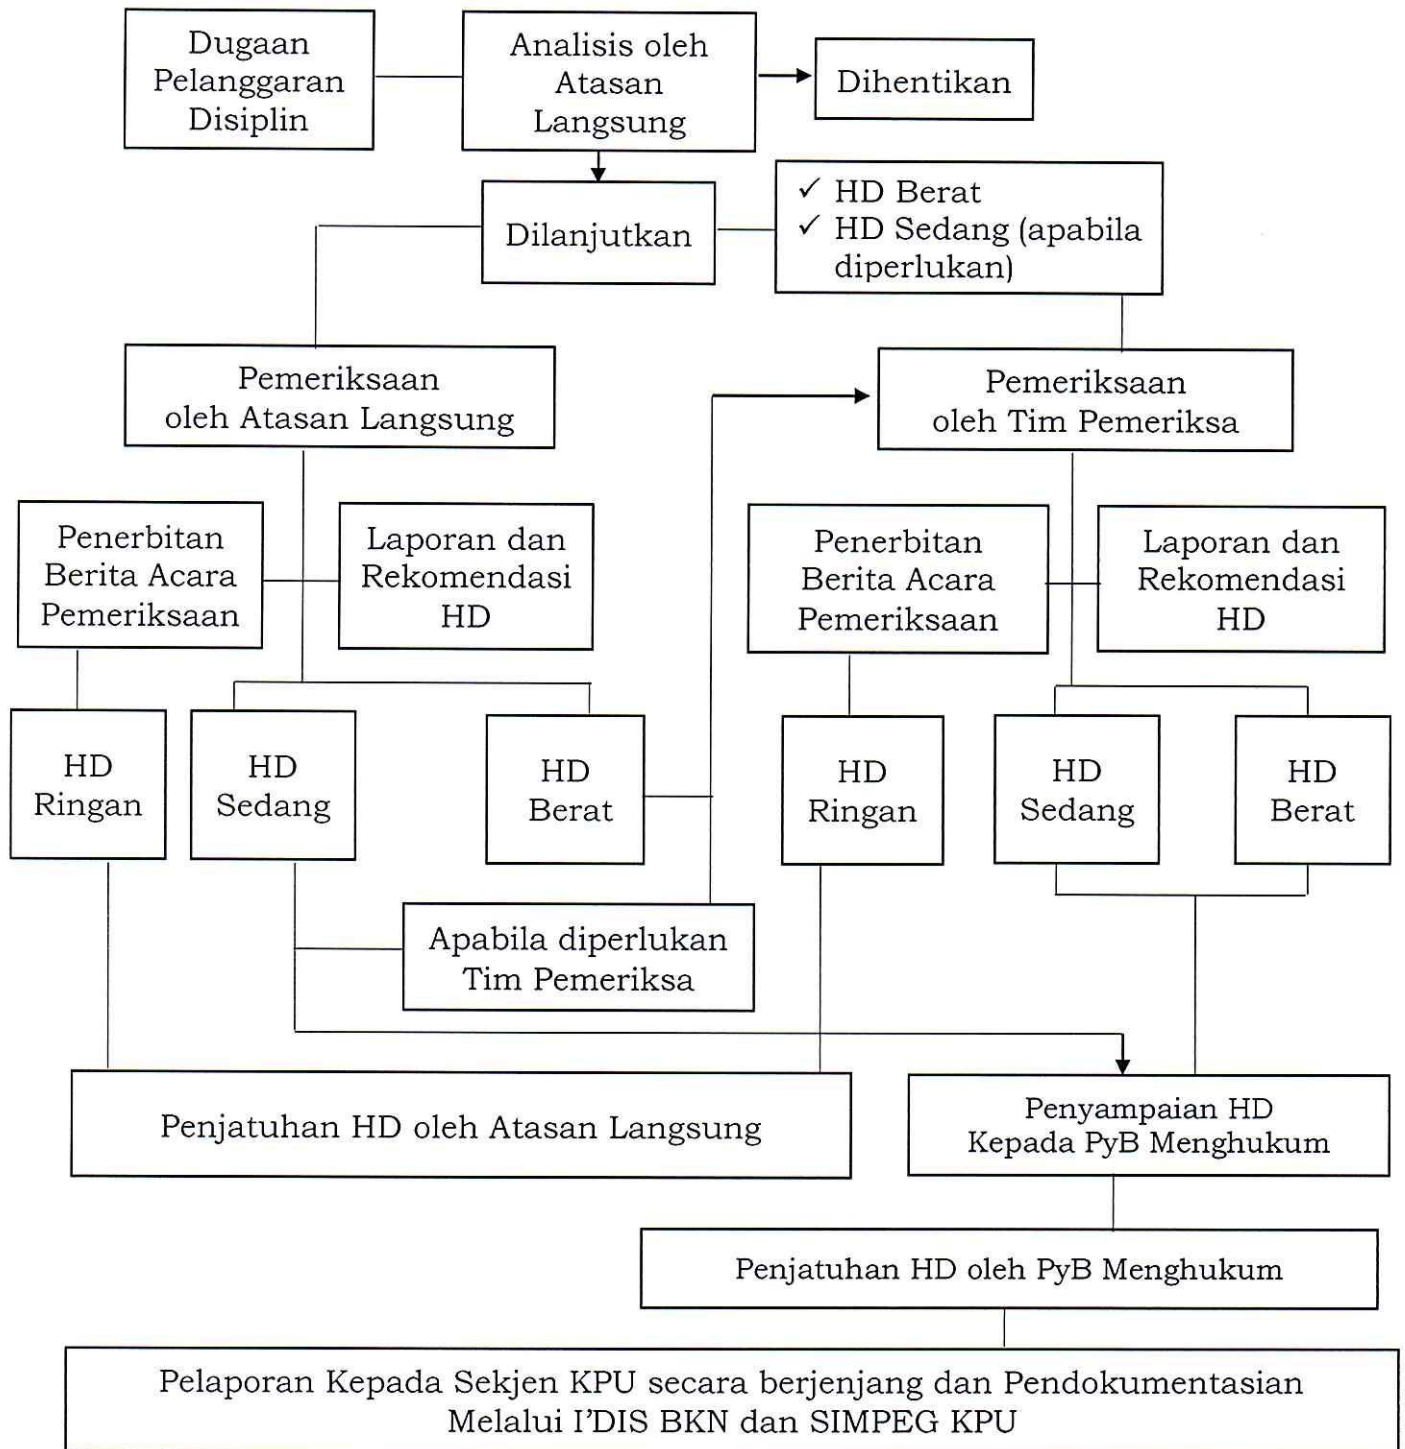 Dugaan
Pelanggaran
Disiplin
Analisis oleh
Atasan
Langsung
Dihentikan
Dilanjutkan
✓ HD Berat
✓ HD Sedang (apabila
diperlukan)
Pemeriksaan
oleh Atasan Langsung
Pemeriksaan
oleh Tim Pemeriksa
Penerbitan
Berita Acara
Pemeriksaan
Laporan dan
Rekomendasi
HD
Penerbitan
Berita Acara
Pemeriksaan
Laporan dan
Rekomendasi
HD
HD
Ringan
HD
Sedang
HD
Berat
HD
Ringan
HD
Sedang
HD
Berat
Apabila diperlukan
Tim Pemeriksa
Penjatuhan HD oleh Atasan Langsung
Penyampaian HD
Kepada PyB Menghukum
Penjatuhan HD oleh PyB Menghukum
Pelaporan Kepada Sekjen KPU secara berjenjang dan Pendokumentasian
Melalui I'DIS BKN dan SIMPEG KPU